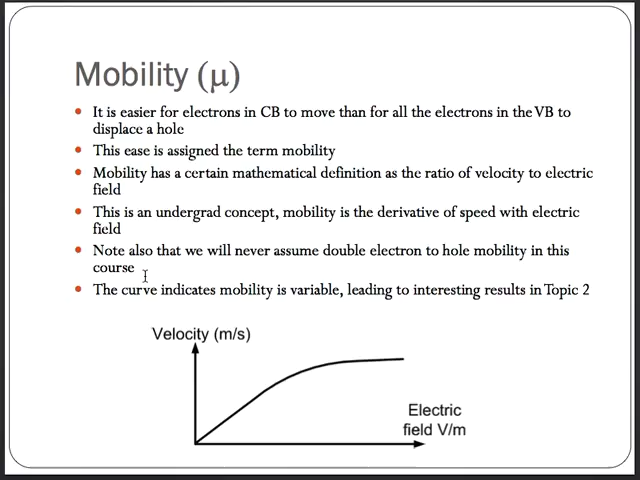 Mobility (μ)
It is easier for electrons in CB to move than for all the electrons in the VB to
displace a hole
This ease is assigned the term mobility
Mobility has a certain mathematical definition as the ratio of velocity to electric
field
This is an undergrad concept, mobility is the derivative of speed with electric
field
Note also that we will never assume double electron to hole mobility in this
course
The curve indicates mobility is variable, leading to interesting results in Topic 2
Velocity (m/s)
Electric
field V/m